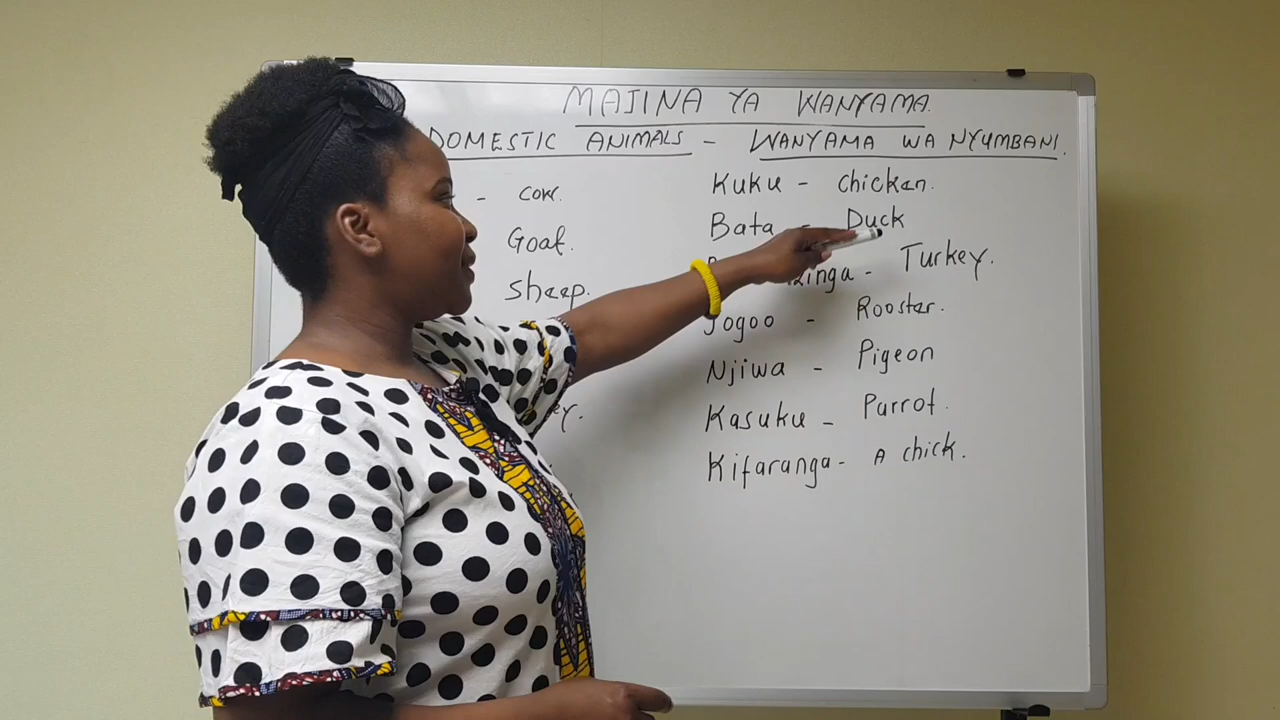 MAJINA YA WANYAMA.
DOMESTIC ANIMALS - WANYAMA WA NYUMBANI.
- cow.
Goat.
sheep.
Kuku - chicken.
Bata - Duck
- Turkey.
Jogoo - Rooster.
Njiwa - Pigeon
Kasuku - Parrot.
Kifaranga - A chick.